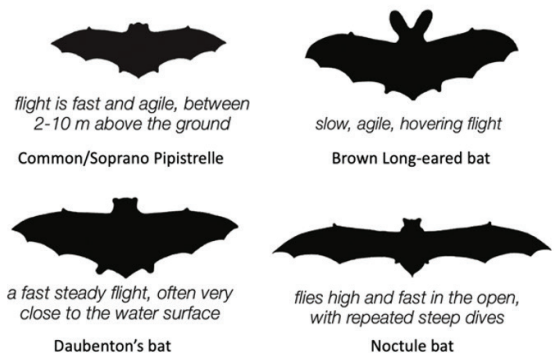 flight is fast and agile, between
2-10 m above the ground
Common/Soprano Pipistrelle
slow, agile, hovering flight
Brown Long-eared bat
a fast steady flight, often very
close to the water surface
Daubenton's bat
flies high and fast in the open,
with repeated steep dives
Noctule bat